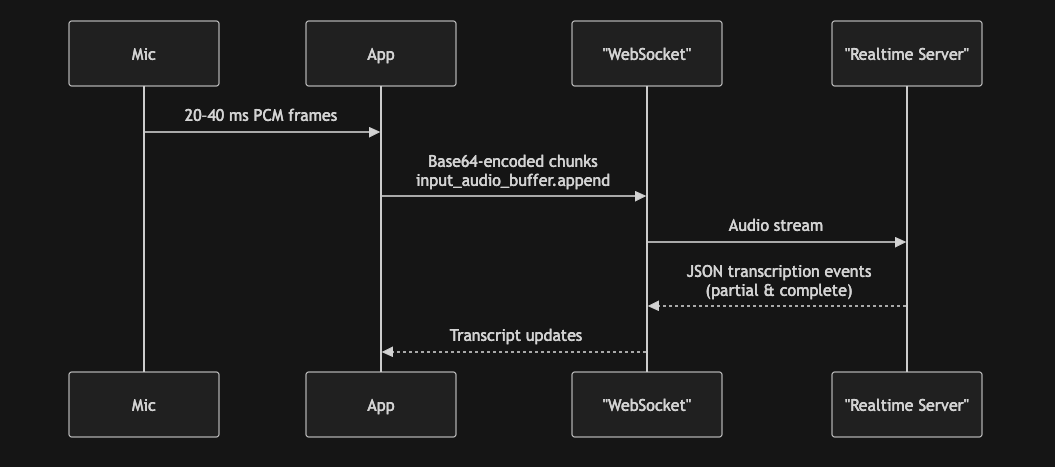 Mic
App
"WebSocket"
"Realtime Server"
20-40 ms PCM frames
Base64-encoded chunks
input_audio_buffer.append
Audio stream
JSON transcription events
(partial & complete)
Transcript updates
Mic
App
"WebSocket"
"Realtime Server"